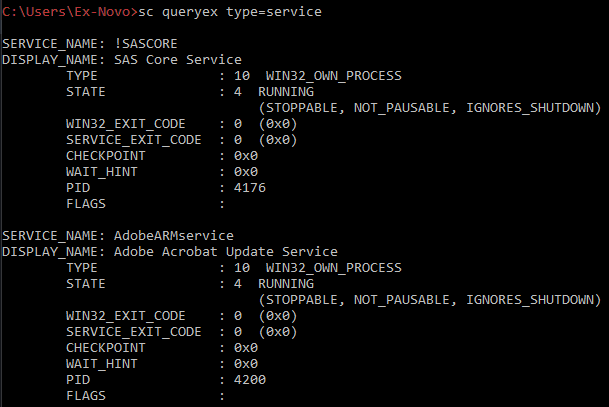 C:\Users\Ex-Novo>sc queryex type=service
SERVICE_NAME: !SASCORE
DISPLAY_NAME: SAS Core Service
TYPE : 10 WIN32_OWN_PROCESS
STATE : 4 RUNNING
(STOPPABLE, NOT_PAUSABLE, IGNORES_SHUTDOWN)
WIN32_EXIT_CODE : 0 (0x0)
SERVICE_EXIT_CODE : 0 (0x0)
CHECKPOINT : 0x0
WAIT_HINT : 0x0
PID : 4176
FLAGS :
SERVICE_NAME: AdobeARMservice
DISPLAY_NAME: Adobe Acrobat Update Service
TYPE : 10 WIN32_OWN_PROCESS
STATE : 4 RUNNING
(STOPPABLE, NOT_PAUSABLE, IGNORES_SHUTDOWN)
WIN32_EXIT_CODE : 0 (0x0)
SERVICE_EXIT_CODE : 0 (0x0)
CHECKPOINT : 0x0
WAIT_HINT : 0x0
PID : 4200
FLAGS :